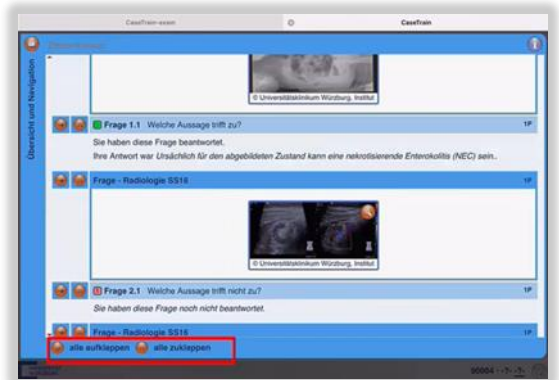 CaseTrain-exam
CaseTrain
Übersicht und Navigation
© Universitätsklinikum Würzburg, Institut
Frage 1.1 Welche Aussage trifft zu?
1P
Sie haben diese Frage beantwortet.
Ihre Antwort war Ursächlich für den abgebildeten Zustand kann eine nekrotisierende Enterokolitis (NEC) sein..
Frage - Radiologie SS16
1P
© Universitätsklinikum Würzburg, Institut
Frage 2.1 Welche Aussage trifft nicht zu?
1P
Sie haben diese Frage noch nicht beantwortet.
Frage - Radiologie SS16
1P
alle aufklappen alle zuklappen